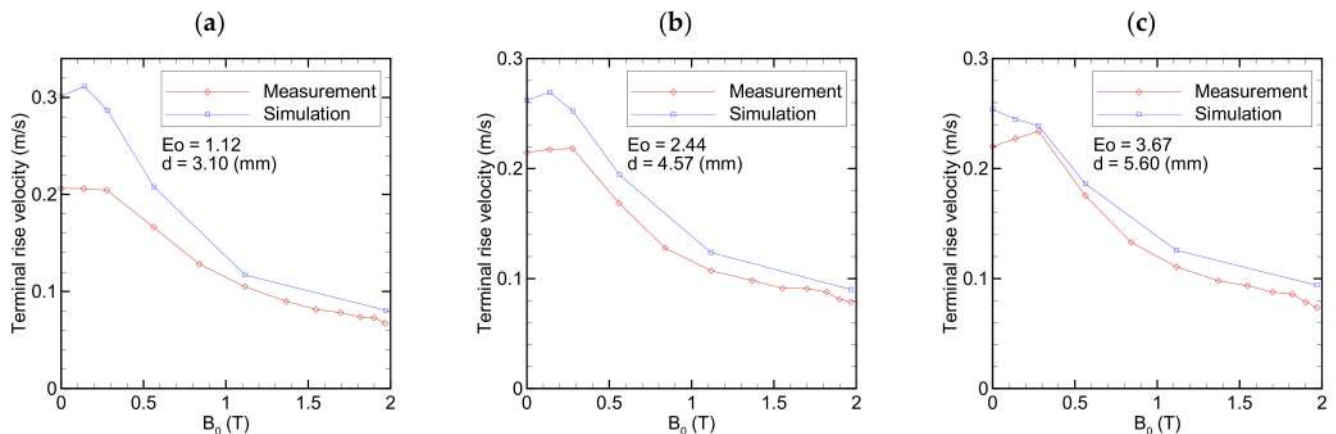 (a)
Terminal rise velocity (m/s)
0.3
0.2
0.1
0
Measurement
Simulation
Eo = 1.12
d = 3.10 (mm)
0 0.5 1 1.5 2
B₀ (T)
(b)
Terminal rise velocity (m/s)
0.3
0.2
0.1
0
Measurement
Simulation
Eo = 2.44
d = 4.57 (mm)
0 0.5 1 1.5 2
B₀ (T)
(c)
Terminal rise velocity (m/s)
0.3
0.2
0.1
0
Measurement
Simulation
Eo = 3.67
d = 5.60 (mm)
0 0.5 1 1.5 2
B₀ (T)